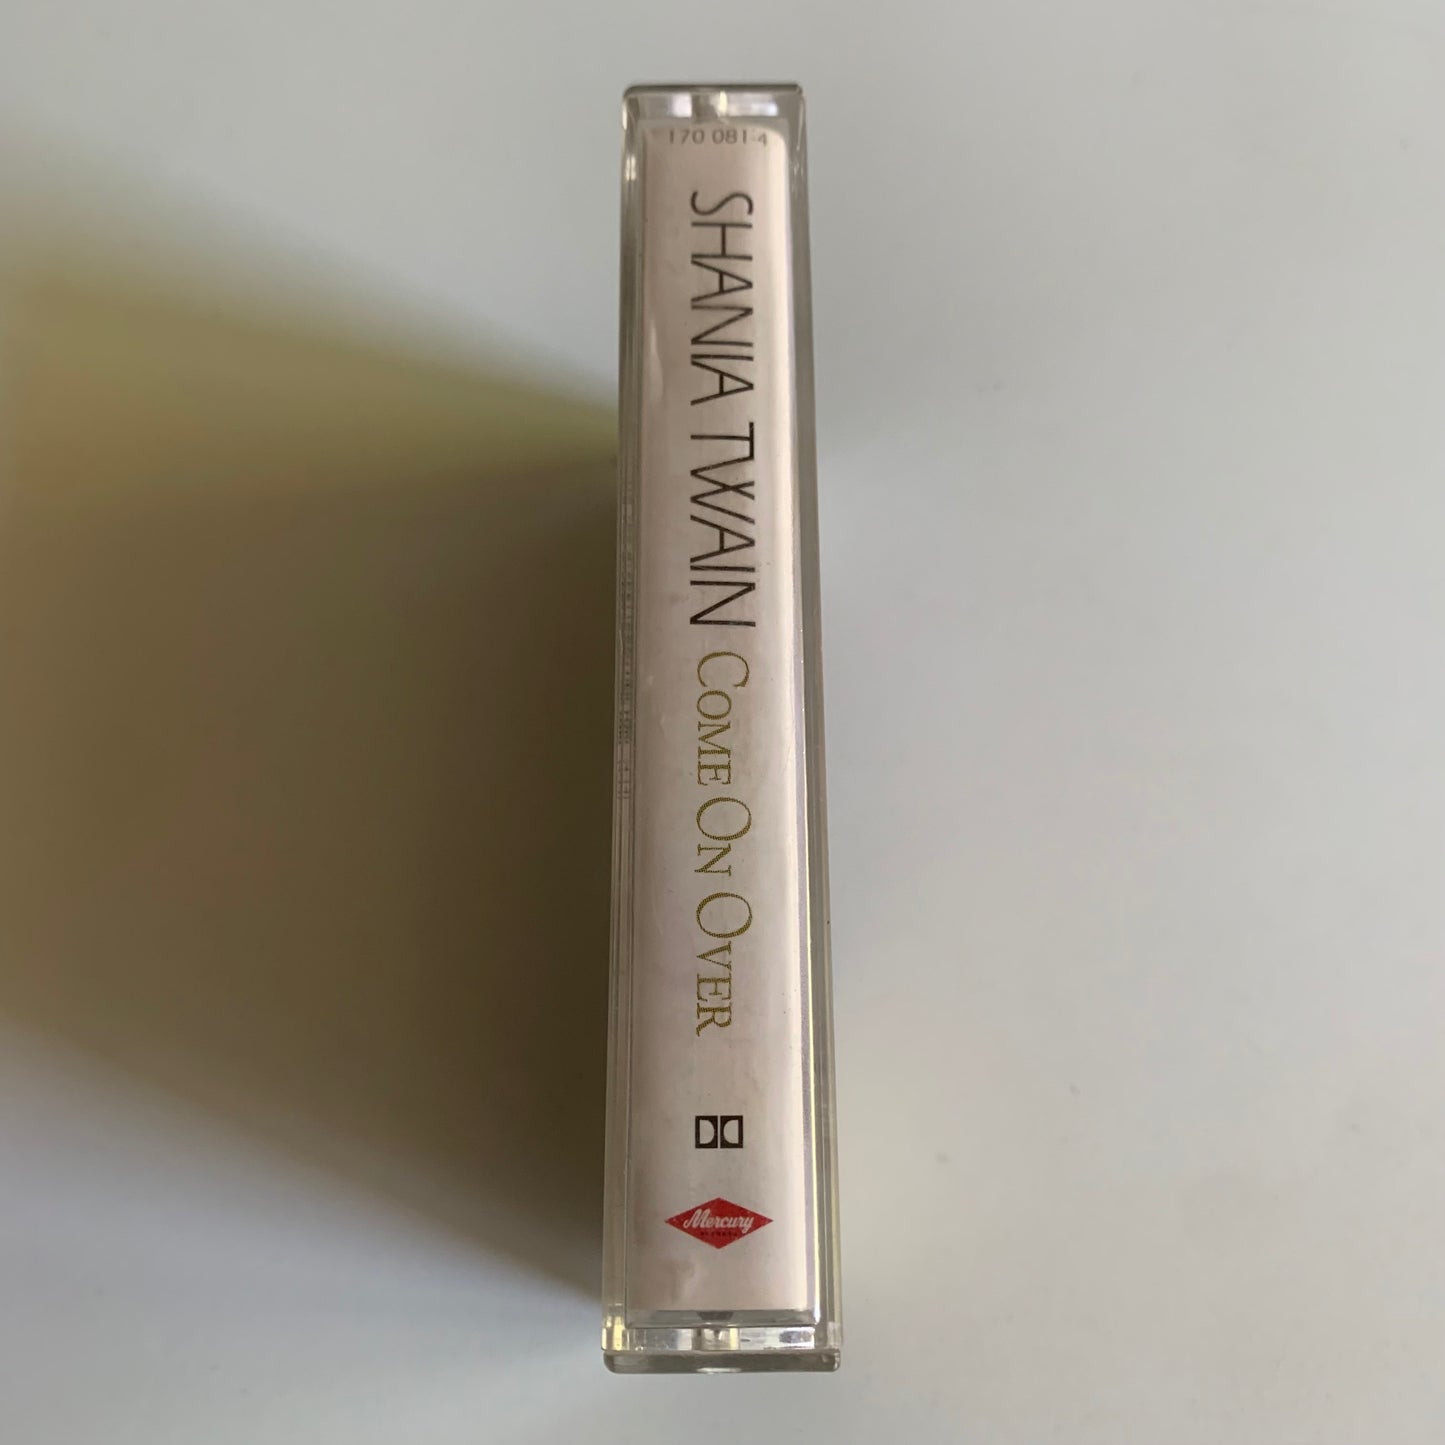 170 081-4
SHANIA TWAIN COME ON OVER
Mercury